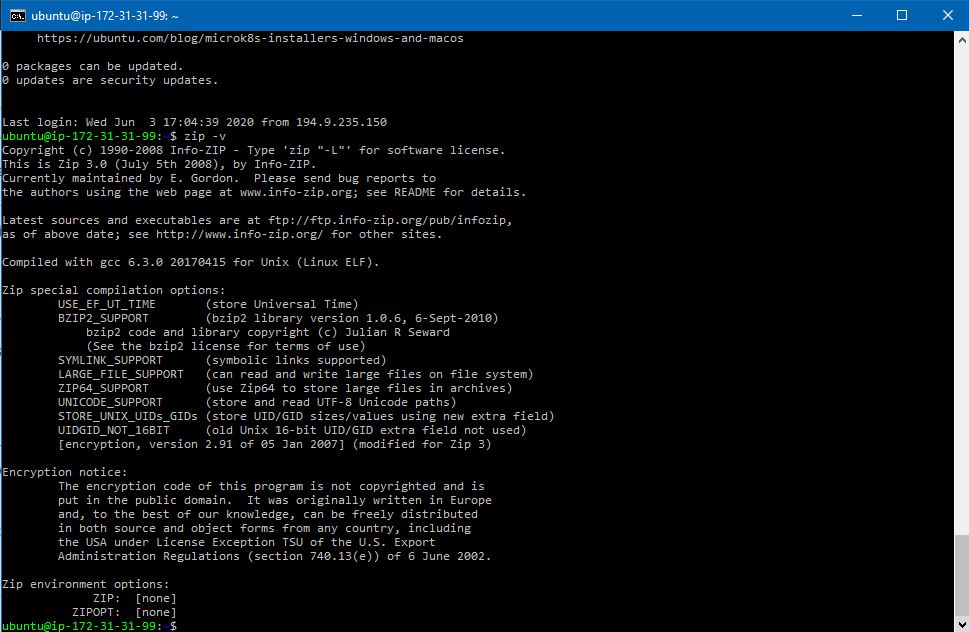 ubuntu@ip-172-31-31-99: ~
https://ubuntu.com/blog/microk8s-installers-windows-and-macos
0 packages can be updated.
0 updates are security updates.
Last login: Wed Jun  3 17:04:39 2020 from 194.9.235.150
ubuntu@ip-172-31-31-99:~$ zip -v
Copyright (c) 1990-2008 Info-ZIP - Type 'zip "-L"' for software license.
This is Zip 3.0 (July 5th 2008), by Info-ZIP.
Currently maintained by E. Gordon.  Please send bug reports to
the authors using the web page at www.info-zip.org; see README for details.
Latest sources and executables are at ftp://ftp.info-zip.org/pub/infozip,
as of above date; see http://www.info-zip.org/ for other sites.
Compiled with gcc 6.3.0 20170415 for Unix (Linux ELF).
Zip special compilation options:
USE_EF_UT_TIME       (store Universal Time)
BZIP2_SUPPORT        (bzip2 library version 1.0.6, 6-Sept-2010)
bzip2 code and library copyright (c) Julian R Seward
(See the bzip2 license for terms of use)
SYMLINK_SUPPORT      (symbolic links supported)
LARGE_FILE_SUPPORT   (can read and write large files on file system)
ZIP64_SUPPORT        (use Zip64 to store large files in archives)
UNICODE_SUPPORT      (store and read UTF-8 Unicode paths)
STORE_UNIX_UIDs_GIDs (store UID/GID sizes/values using new extra field)
UIDGID_NOT_16BIT     (old Unix 16-bit UID/GID extra field not used)
[encryption, version 2.91 of 05 Jan 2007] (modified for Zip 3)
Encryption notice:
The encryption code of this program is not copyrighted and is
put in the public domain.  It was originally written in Europe
and, to the best of our knowledge, can be freely distributed
in both source and object forms from any country, including
the USA under License Exception TSU of the U.S. Export
Administration Regulations (section 740.13(e)) of 6 June 2002.
Zip environment options:
ZIP:  [none]
ZIPOPT:  [none]
ubuntu@ip-172-31-31-99:~$